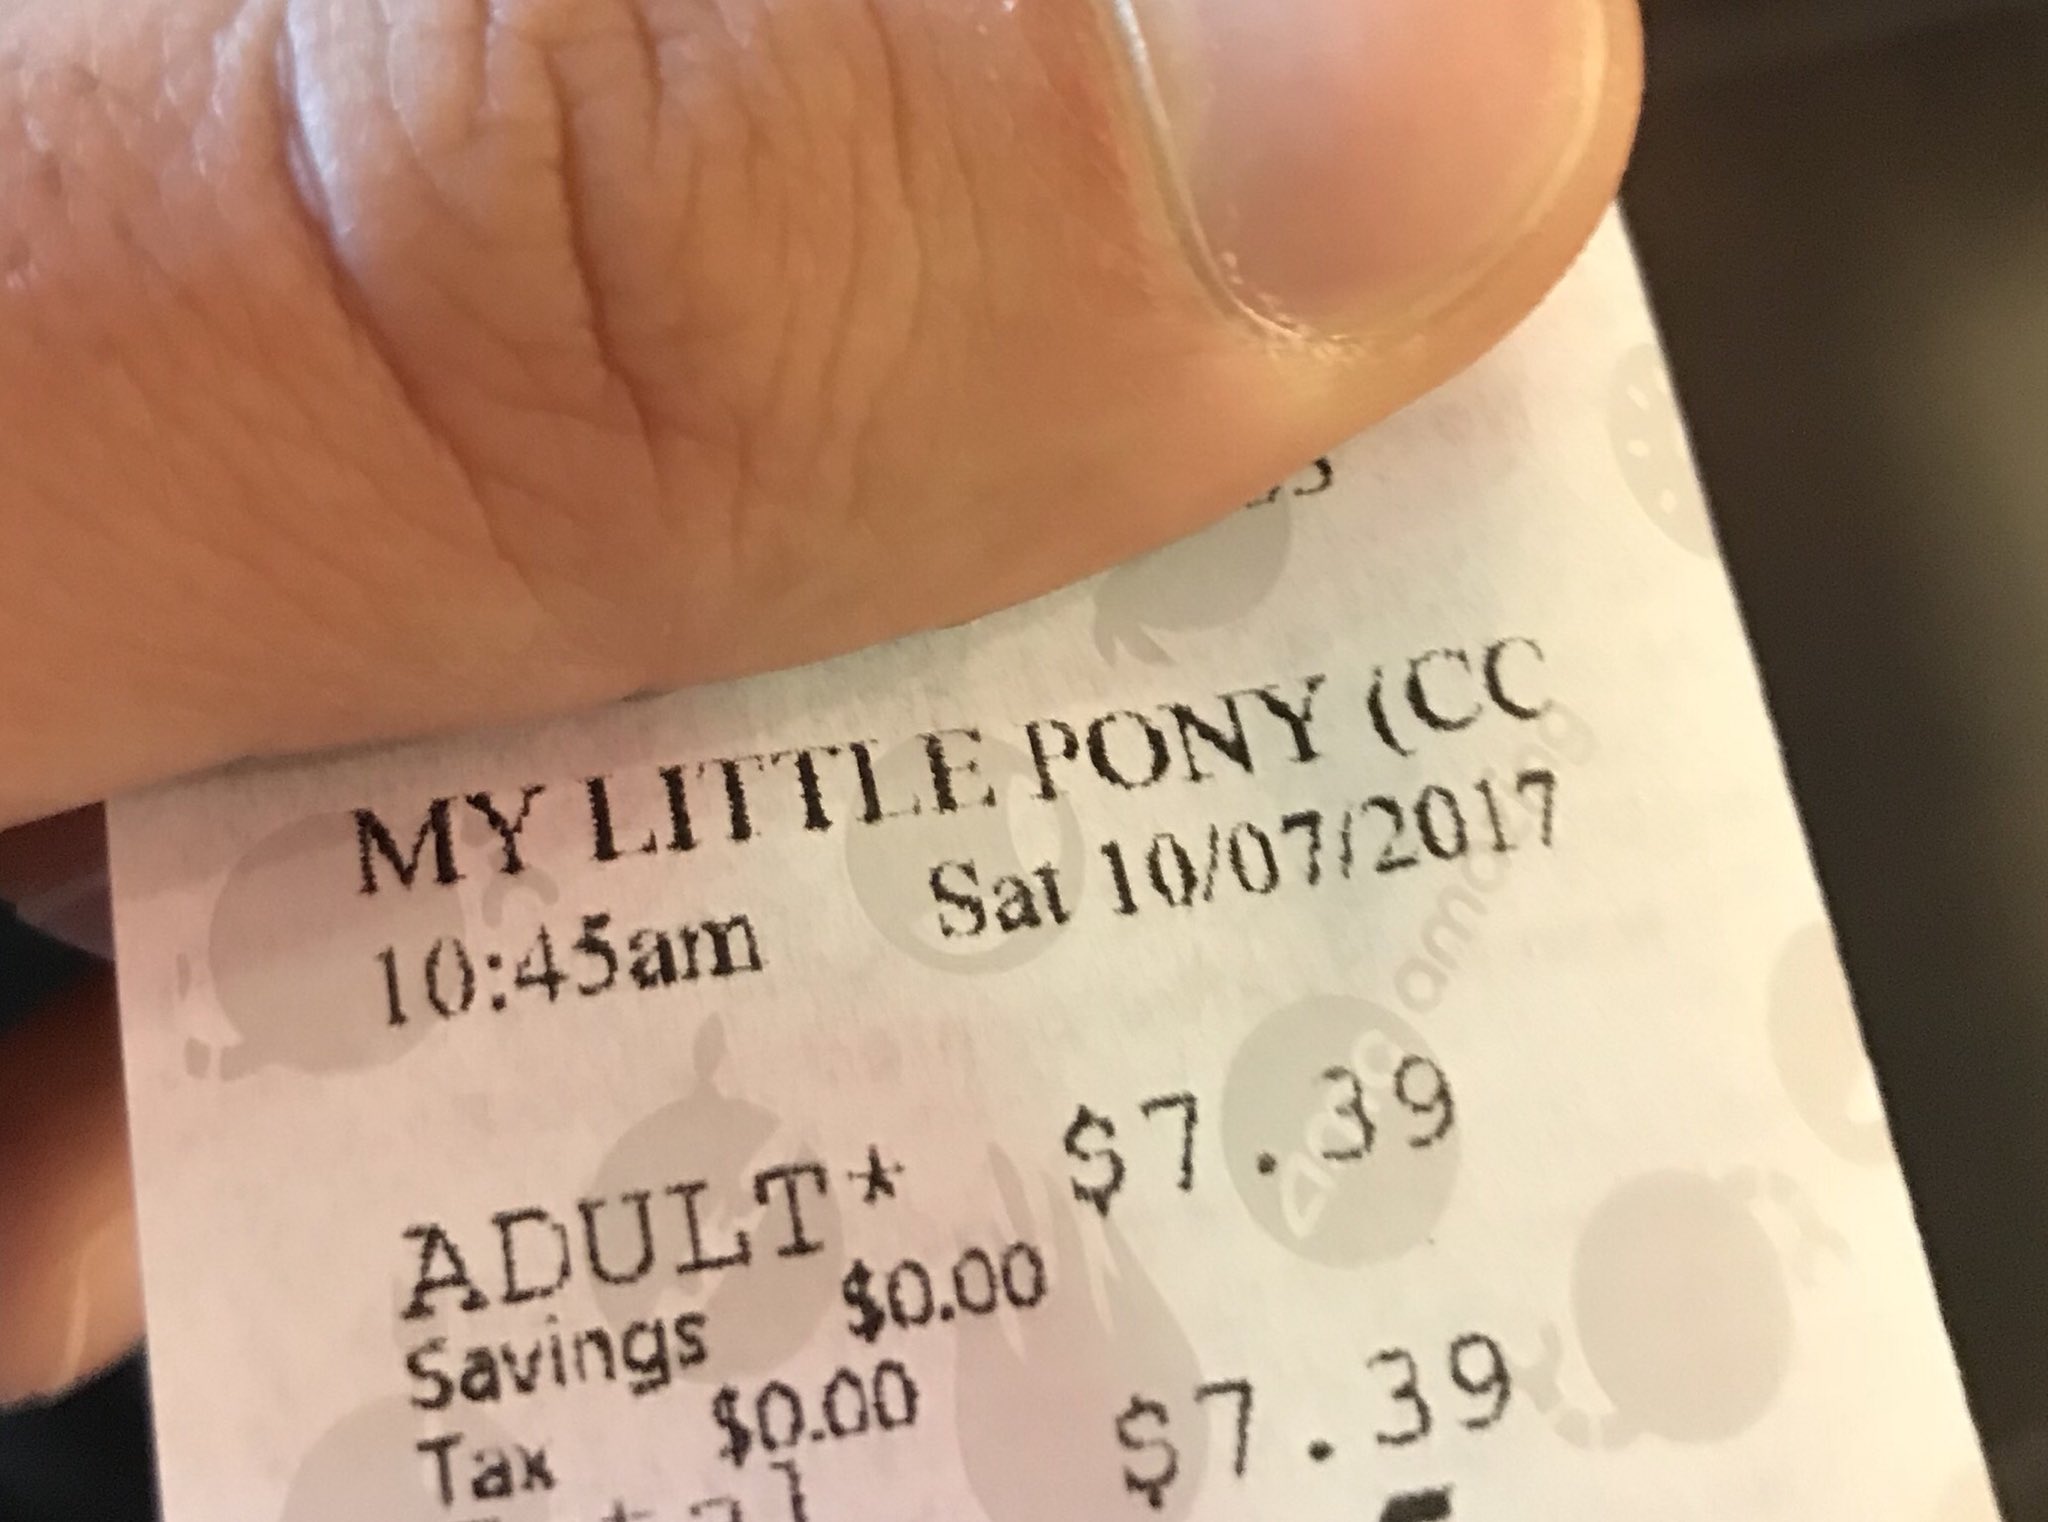 MY LITTLE PONY (CC
10:45am Sat 10/07/2017
ADULT* $7.39
Savings $0.00
Tax $0.00
$7.39